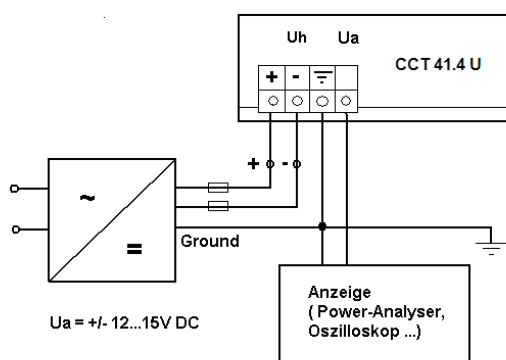 Uh Ua
CCT 41.4 U
+ -
+ -
~
=
Ground
Anzeige
( Power-Analyser,
Oszilloskop ...)
Ua = +/- 12...15V DC